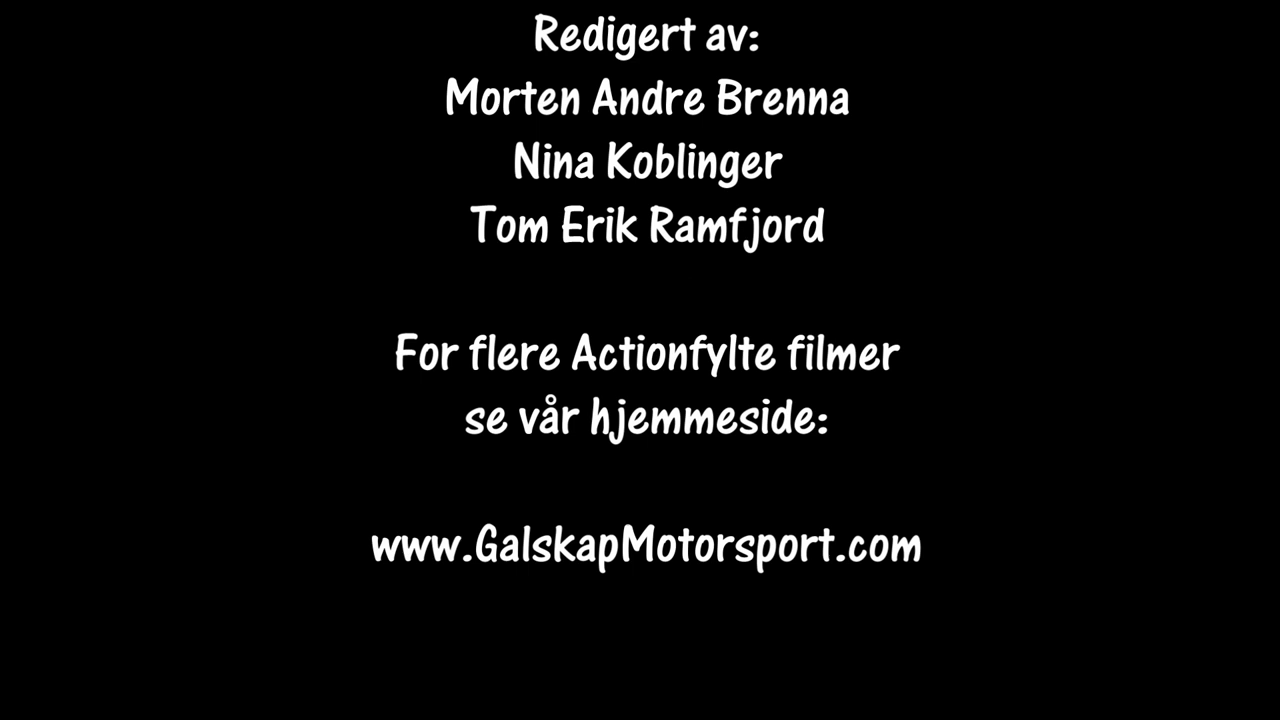 Redigert av:
Morten Andre Brenna
Nina Koblinger
Tom Erik Ramfjord
For flere Actionfylte filmer
se vår hjemmeside:
www.GalskapMotorsport.com